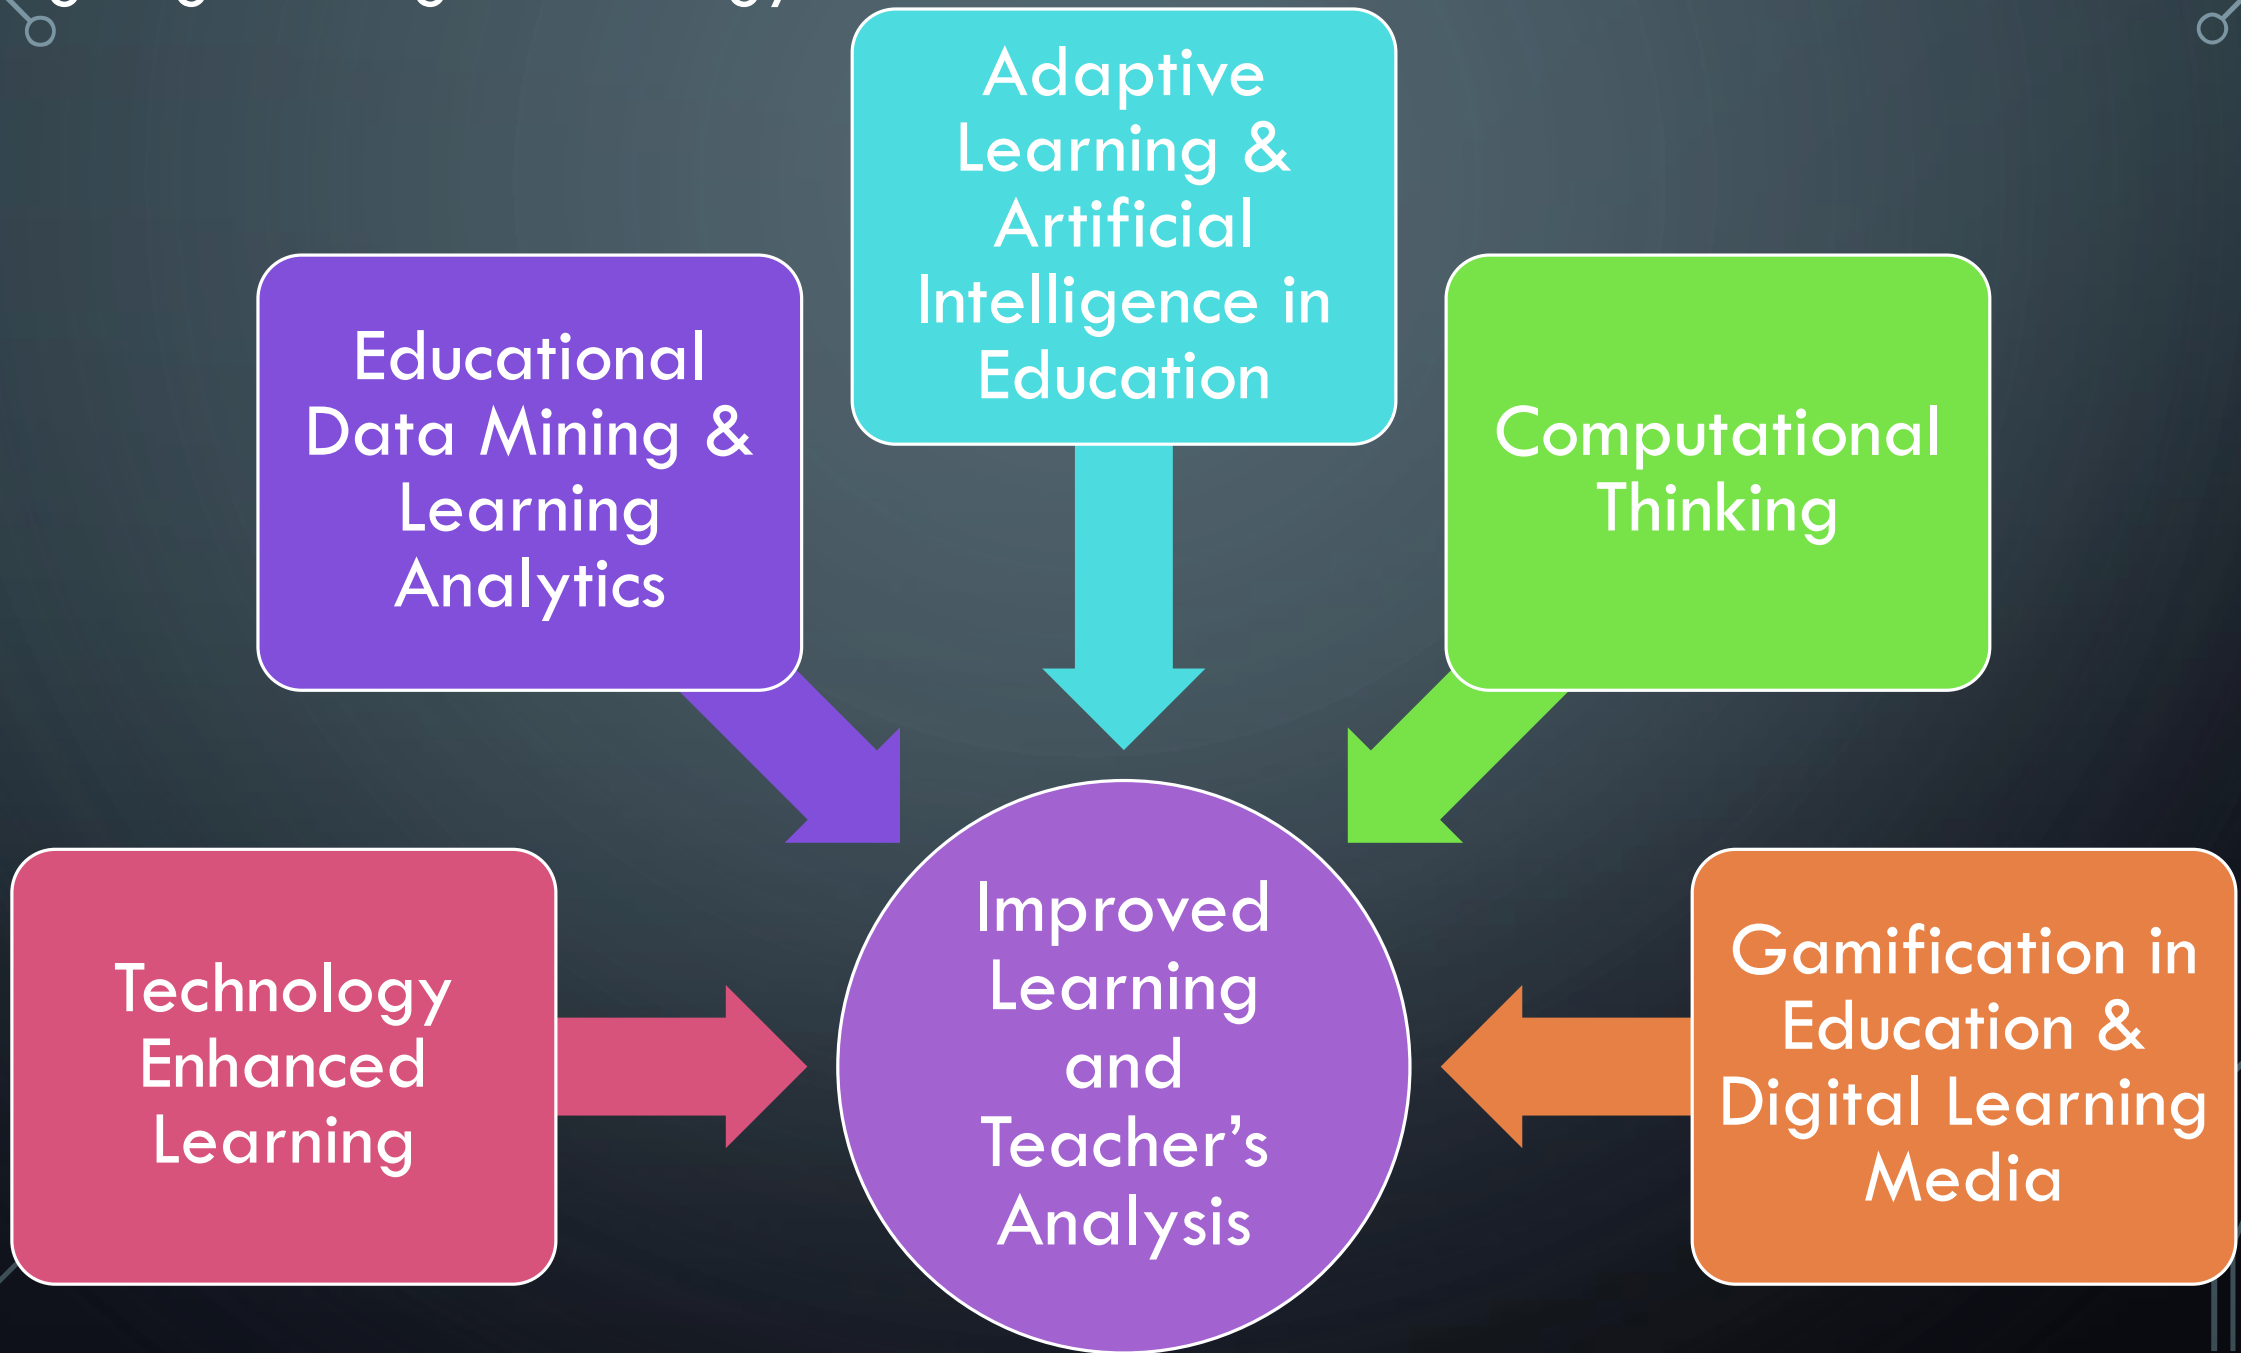 Adaptive
Learning &
Artificial
Intelligence in
Education
Educational
Data Mining &
Learning
Analytics
Computational
Thinking
Technology
Enhanced
Learning
Improved
Learning
and
Teacher’s
Analysis
Gamification in
Education &
Digital Learning
Media